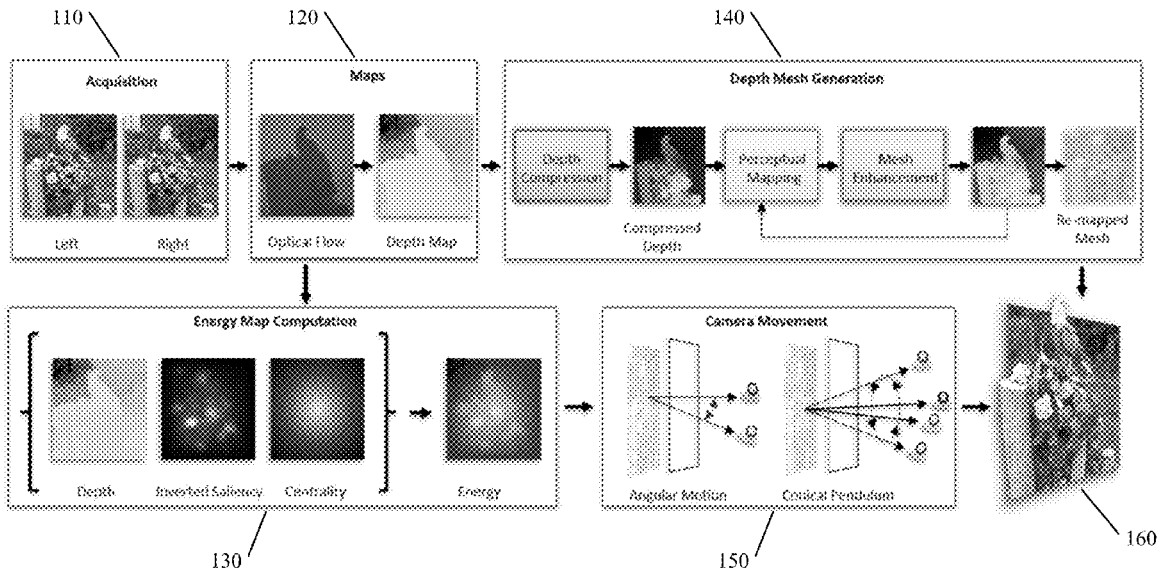 110
120
140
Acquisition
Maps
Depth Mesh Generation
Depth
Compression
Perceptual
Mapping
Mesh
Enhancement
Left
Right
Optical Flow
Depth Map
Compressed
Depth
Re-mapped
Mesh
Energy Map Computation
Camera Movement
Depth
Inverted Saliency
Centrality
Energy
Angular Motion
Conical Pendulum
130
150
160